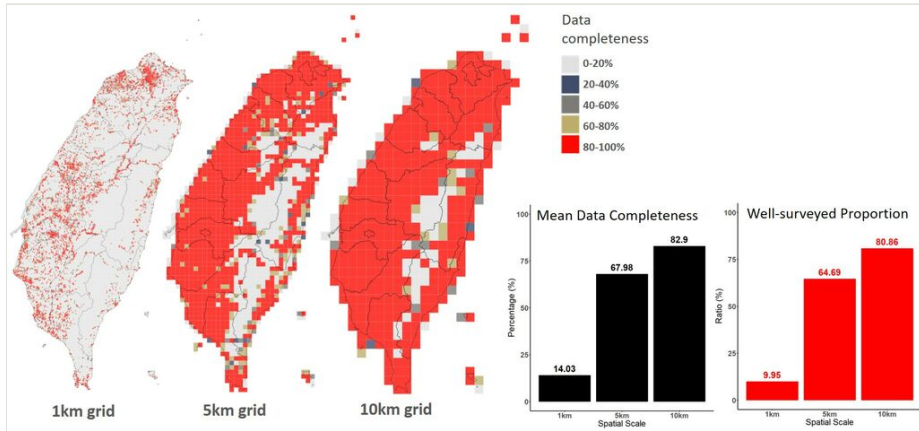 Data
completeness
0-20%
20-40%
40-60%
60-80%
80-100%
1km grid
5km grid
10km grid
Mean Data Completeness
Percentage (%)
100
75
50
25
0
14.03
67.98
82.9
1km
5km
10km
Spatial Scale
Well-surveyed Proportion
Ratio (%)
100
75
50
25
0
9.95
64.69
80.86
1km
5km
10km
Spatial Scale